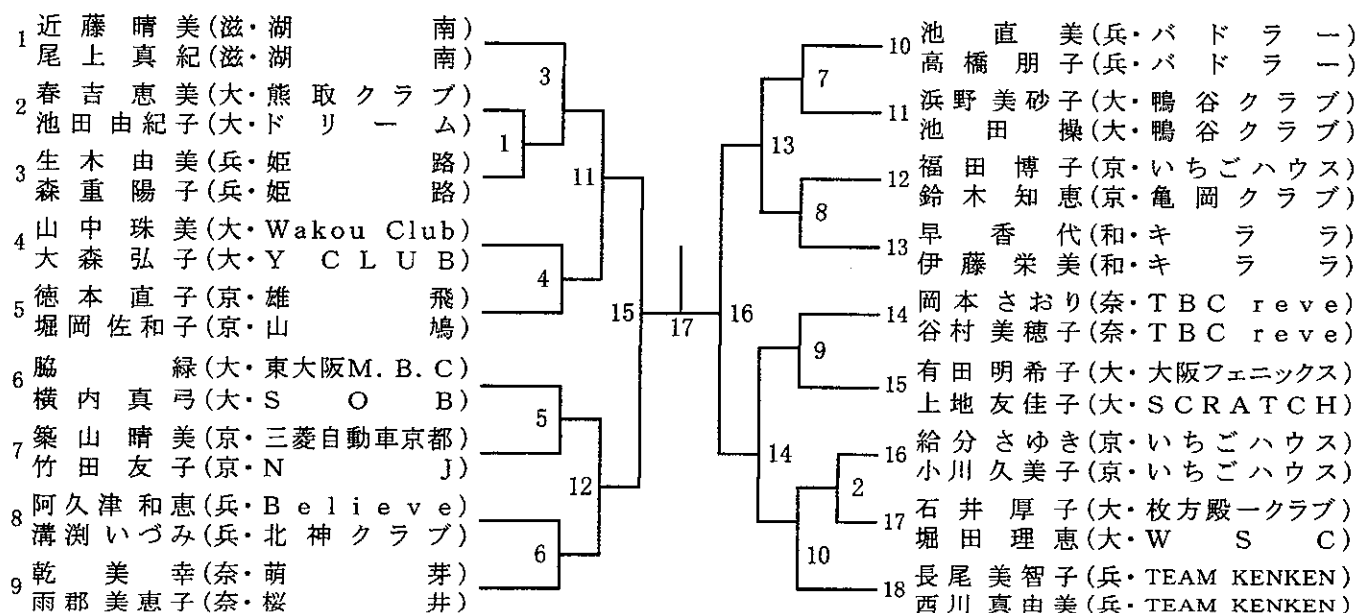 1 近藤晴美(滋・湖南)
尾上真紀(滋・湖南)
2 春吉恵美(大・熊取クラブ)
池田由紀子(大・ドリーム)
3 生木由美(兵・姫路)
森重陽子(兵・姫路)
4 山中珠美(大・Wakou Club)
大森弘子(大・Y CLUB)
5 徳本直子(京・雄飛)
堀岡佐和子(京・山鳩)
6 脇緑(大・東大阪M.B.C)
横内真弓(大・SOB)
7 築山晴美(京・三菱自動車京都)
竹田友子(京・NJ)
8 阿久津和恵(兵・Believe)
溝渕いづみ(兵・北神クラブ)
9 乾美幸(奈・萌芽)
雨郡美恵子(奈・桜井)
3
1
11
4
15
5
12
6
17
16
7
13
8
9
14
2
10
10 池直美(兵・バドラー)
高橋朋子(兵・バドラー)
11 浜野美砂子(大・鴨谷クラブ)
池田操(大・鴨谷クラブ)
12 福田博子(京・いちごハウス)
鈴木知恵(京・亀岡クラブ)
13 早香代(和・キララ)
伊藤栄美(和・キララ)
14 岡本さおり(奈・TBC reve)
谷村美穂子(奈・TBC reve)
15 有田明希子(大・大阪フェニックス)
上地友佳子(大・SCRATCH)
16 給分さゆき(京・いちごハウス)
小川久美子(京・いちごハウス)
17 石井厚子(大・枚方殿一クラブ)
堀田理恵(大・WSC)
18 長尾美智子(兵・TEAM KENKEN)
西川真由美(兵・TEAM KENKEN)